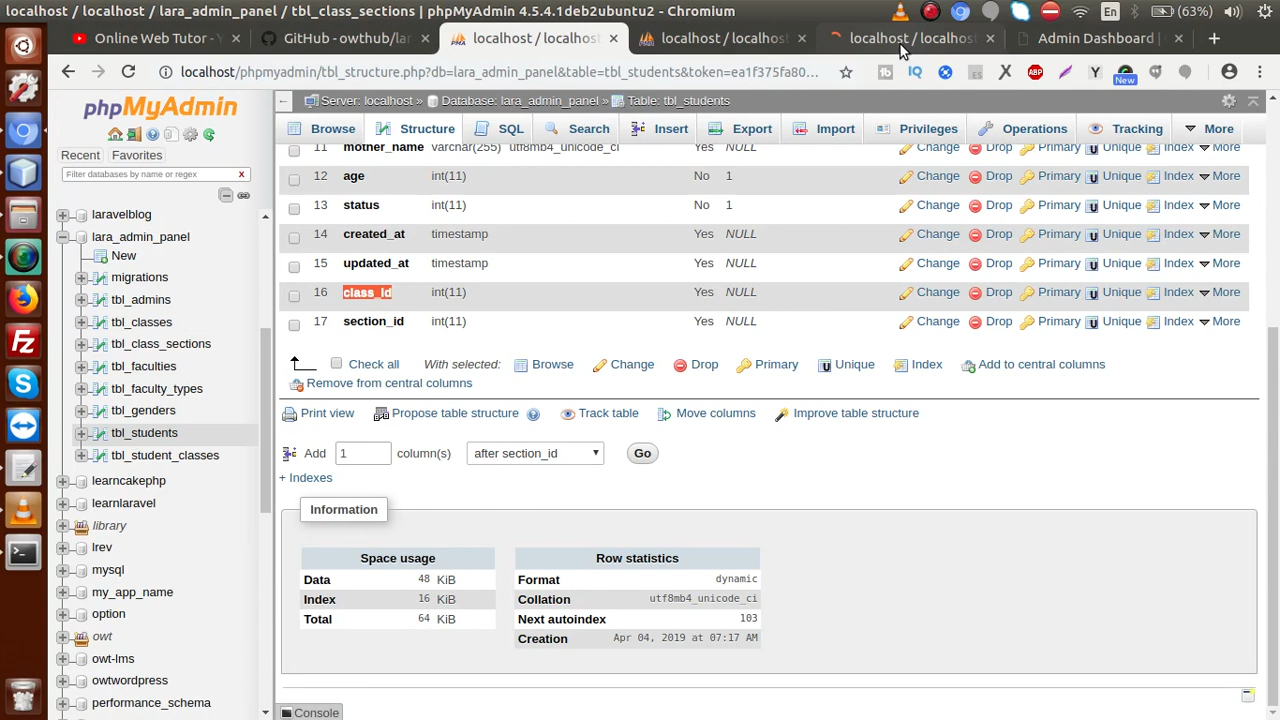 localhost / localhost / lara_admin_panel / tbl_class_sections | phpMyAdmin 4.5.4.1deb2ubuntu2 - Chromium
En
(63%)
Online Web Tutor - Y
GitHub - owthub/lar
localhost / localhos
localhost / localhos
localhost / localhos
Admin Dashboard |
localhost/phpmyadmin/tbl_structure.php?db=lara_admin_panel&table=tbl_students&token=ea1f375fa80...
IQ
ABP
Y
New
phpMyAdmin
Recent
Favorites
Filter databases by name or regex
X
laravelblog
lara_admin_panel
New
migrations
tbl_admins
tbl_classes
tbl_class_sections
tbl_faculties
tbl_faculty_types
tbl_genders
tbl_students
tbl_student_classes
learncakephp
learnlaravel
library
lrev
mysql
my_app_name
option
owt
owt-lms
owtwordpress
performance_schema
Server: localhost » Database: lara_admin_panel » Table: tbl_students
Browse Structure SQL Search Insert Export Import Privileges Operations Tracking More
11 mother_name varchar(255) utf8mb4_unicode_ci Yes NULL Change Drop Primary Unique Index More
12 age int(11) No 1 Change Drop Primary Unique Index More
13 status int(11) No 1 Change Drop Primary Unique Index More
14 created_at timestamp Yes NULL Change Drop Primary Unique Index More
15 updated_at timestamp Yes NULL Change Drop Primary Unique Index More
16 class_id int(11) Yes NULL Change Drop Primary Unique Index More
17 section_id int(11) Yes NULL Change Drop Primary Unique Index More
Check all With selected: Browse Change Drop Primary Unique Index Add to central columns
Remove from central columns
Print view Propose table structure Track table Move columns Improve table structure
Add 1 column(s) after section_id Go
+ Indexes
Information
Space usage
Data 48 KiB
Index 16 KiB
Total 64 KiB
Row statistics
Format dynamic
Collation utf8mb4_unicode_ci
Next autoindex 103
Creation Apr 04, 2019 at 07:17 AM
Console